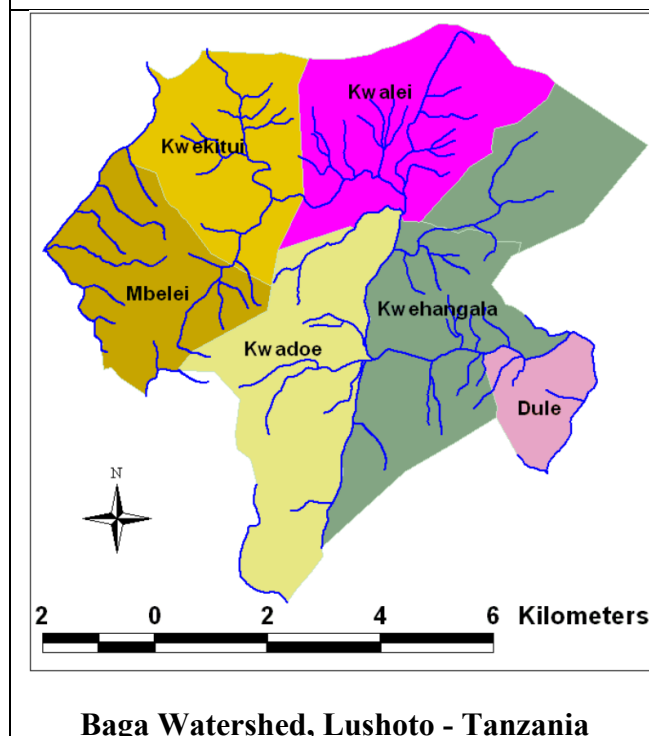 Kwalei
Kwekitui
Mbelei
Kwehangala
Kwadoe
Dule
N
2 0 2 4 6 Kilometers
Baga Watershed, Lushoto - Tanzania